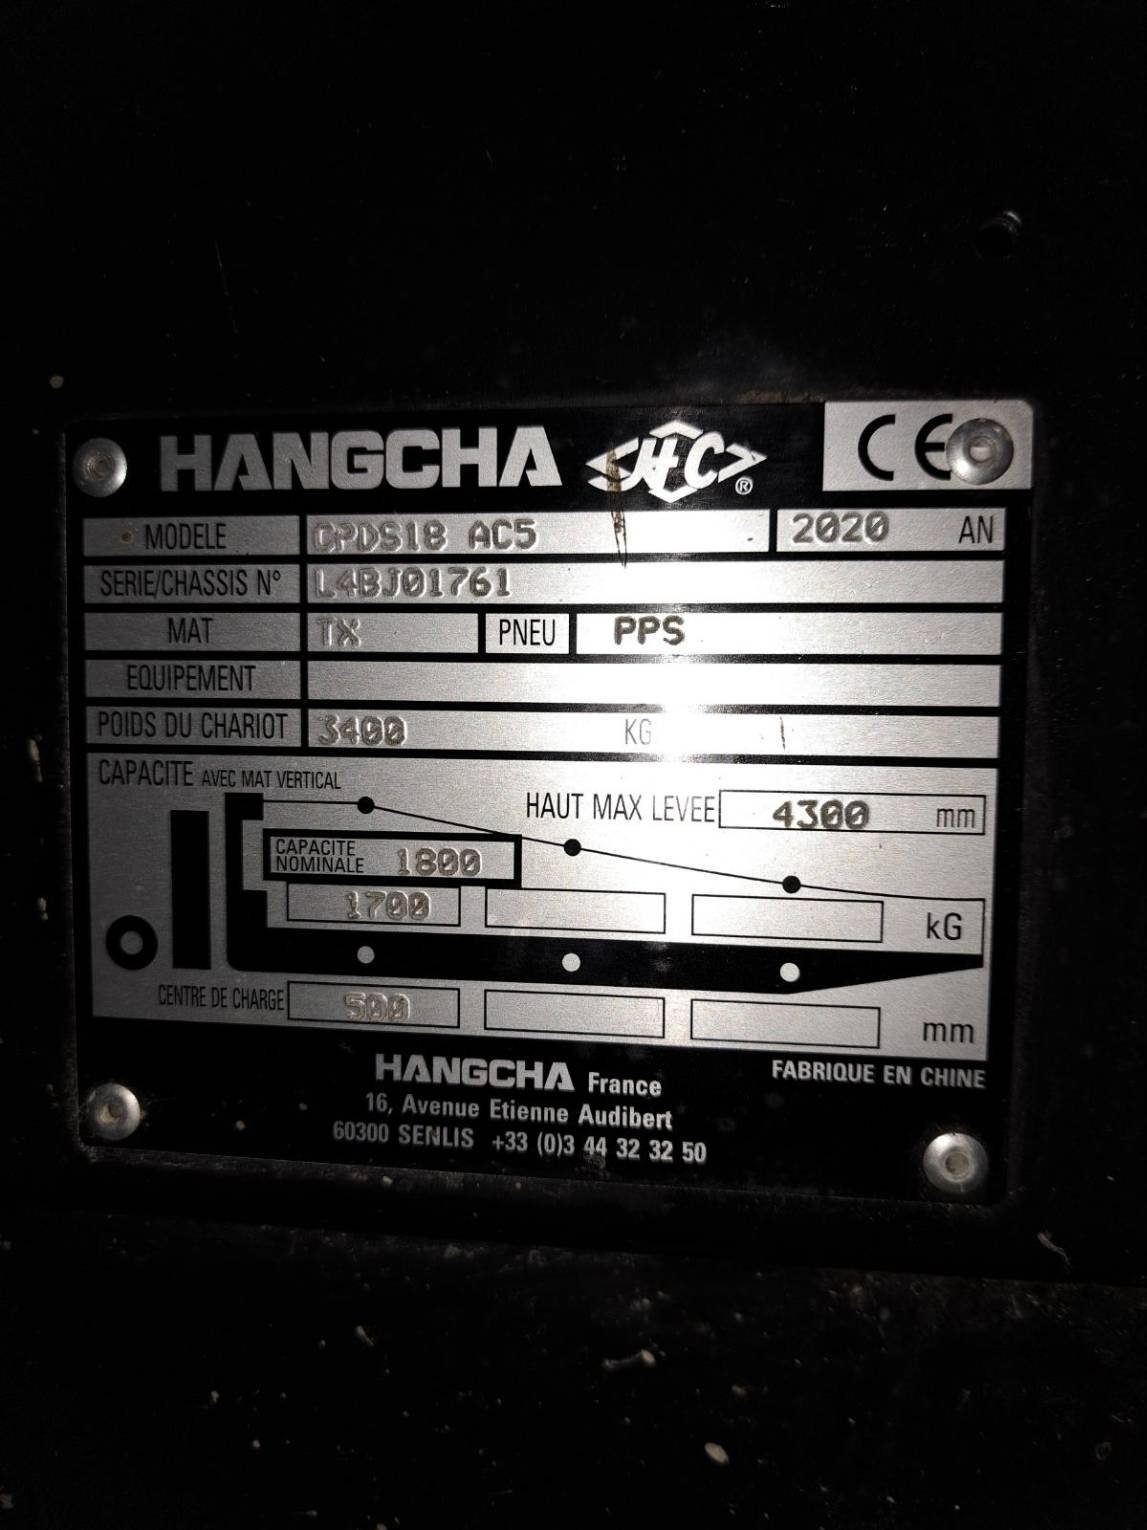 HANGCHA HC ® CE
MODELE CPDS18 AC5 2020 AN
SERIE/CHASSIS N° L4BJ01761
MAT TX PNEU PPS
EQUIPEMENT
POIDS DU CHARIOT 3400 KG
CAPACITE AVEC MAT VERTICAL
HAUT MAX LEVEE 4300 mm
CAPACITE NOMINALE 1800
1700 kG
CENTRE DE CHARGE 500 mm
HANGCHA France
FABRIQUE EN CHINE
16, Avenue Etienne Audibert
60300 SENLIS +33 (0)3 44 32 32 50